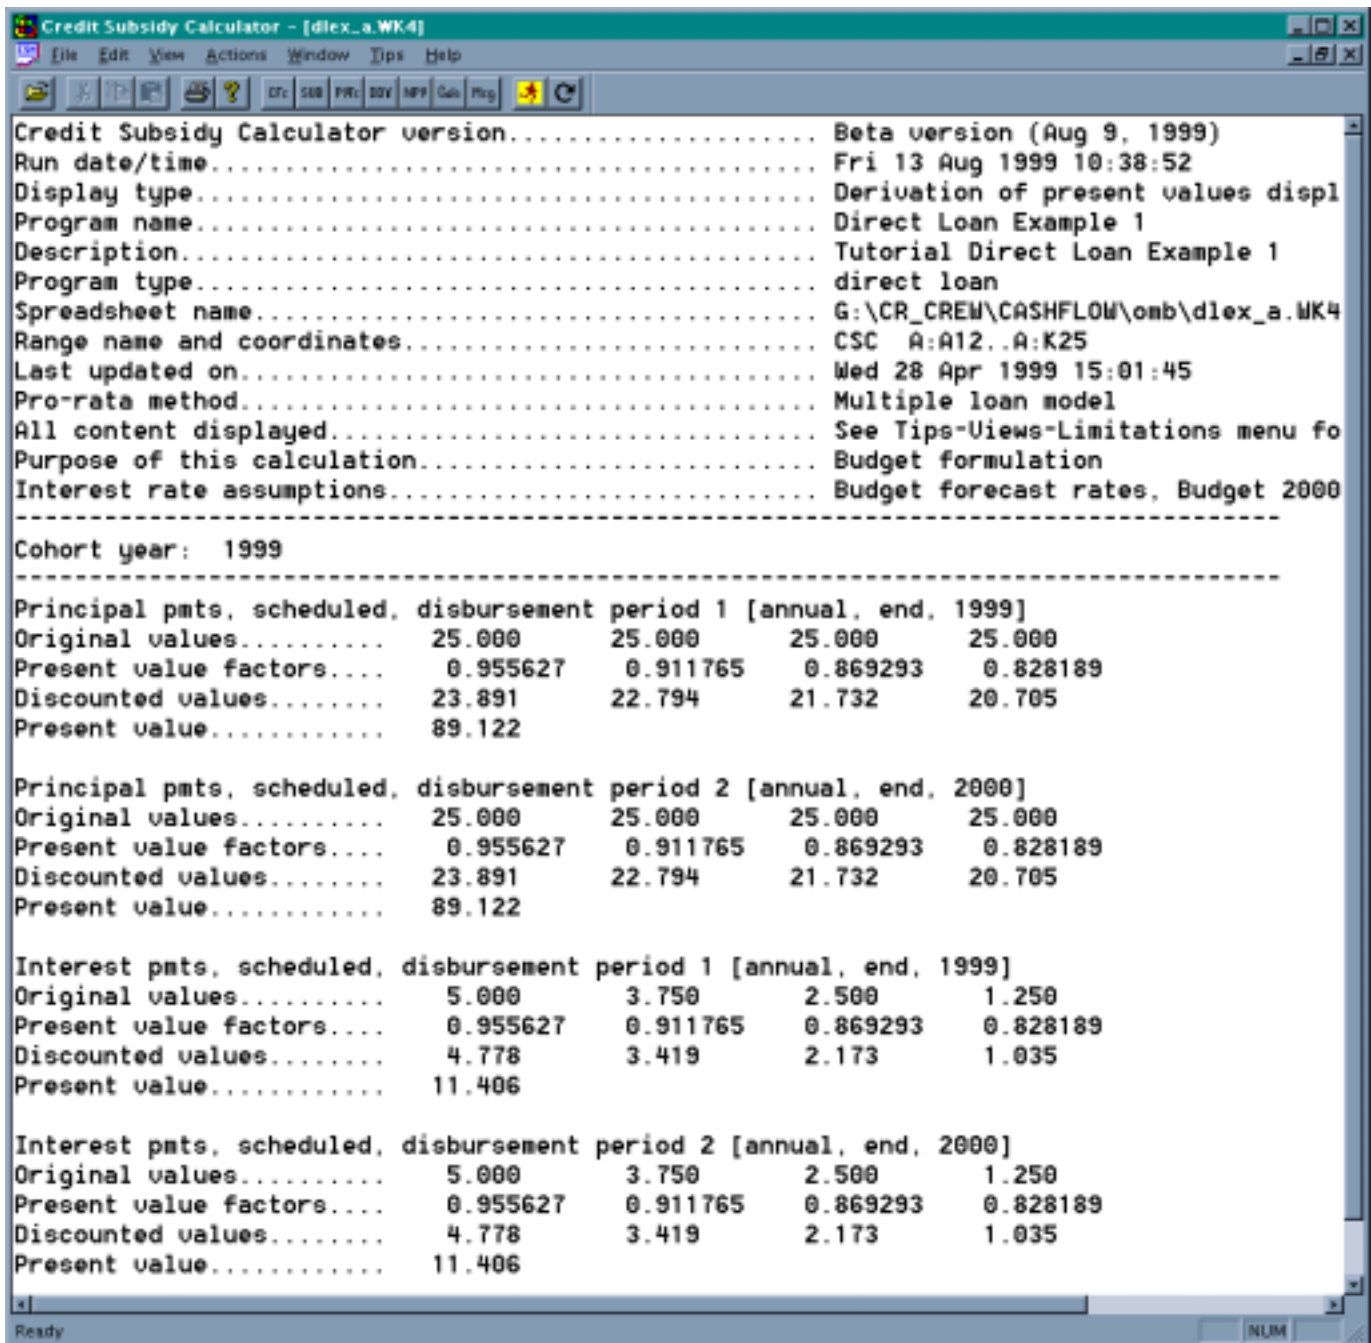 Credit Subsidy Calculator - [dlex_a.WK4]
File Edit View Actions Window Tips Help
CFc SUB PMTc DDV NPV Calc Msg
Credit Subsidy Calculator version..................... Beta version (Aug 9, 1999)
Run date/time......................................... Fri 13 Aug 1999 10:38:52
Display type.......................................... Derivation of present values displ
Program name.......................................... Direct Loan Example 1
Description........................................... Tutorial Direct Loan Example 1
Program type.......................................... direct loan
Spreadsheet name...................................... G:\CR_CREW\CASHFLOW\omb\dlex_a.WK4
Range name and coordinates............................ CSC A:A12..A:K25
Last updated on....................................... Wed 28 Apr 1999 15:01:45
Pro-rata method....................................... Multiple loan model
All content displayed................................. See Tips-Views-Limitations menu fo
Purpose of this calculation........................... Budget formulation
Interest rate assumptions............................. Budget forecast rates, Budget 2000
------------------------------------------------------------------------------------
Cohort year: 1999
------------------------------------------------------------------------------------
Principal pmts, scheduled, disbursement period 1 [annual, end, 1999]
Original values.......... 25.000 25.000 25.000 25.000
Present value factors.... 0.955627 0.911765 0.869293 0.828189
Discounted values........ 23.891 22.794 21.732 20.705
Present value............ 89.122
Principal pmts, scheduled, disbursement period 2 [annual, end, 2000]
Original values.......... 25.000 25.000 25.000 25.000
Present value factors.... 0.955627 0.911765 0.869293 0.828189
Discounted values........ 23.891 22.794 21.732 20.705
Present value............ 89.122
Interest pmts, scheduled, disbursement period 1 [annual, end, 1999]
Original values.......... 5.000 3.750 2.500 1.250
Present value factors.... 0.955627 0.911765 0.869293 0.828189
Discounted values........ 4.778 3.419 2.173 1.035
Present value............ 11.406
Interest pmts, scheduled, disbursement period 2 [annual, end, 2000]
Original values.......... 5.000 3.750 2.500 1.250
Present value factors.... 0.955627 0.911765 0.869293 0.828189
Discounted values........ 4.778 3.419 2.173 1.035
Present value............ 11.406
Ready NUM